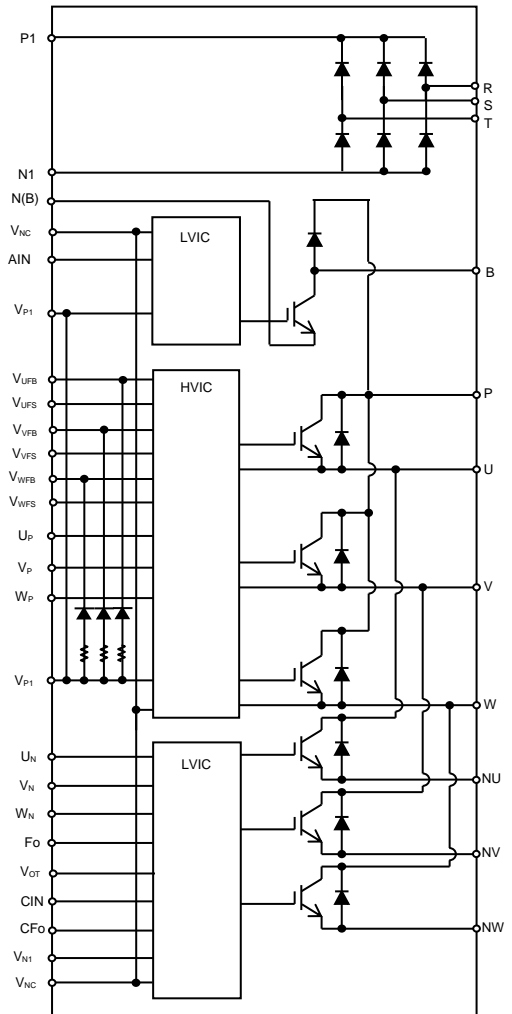 P1
R
S
T
N1
N(B)
VNC
LVIC
AIN
B
VP1
VUFB
HVIC
P
VUFS
VVFB
VVFS
U
VWFB
VWFS
UP
VP
V
WP
VP1
W
UN
LVIC
NU
VN
WN
Fo
NV
VOT
CIN
CFo
NW
VN1
VNC